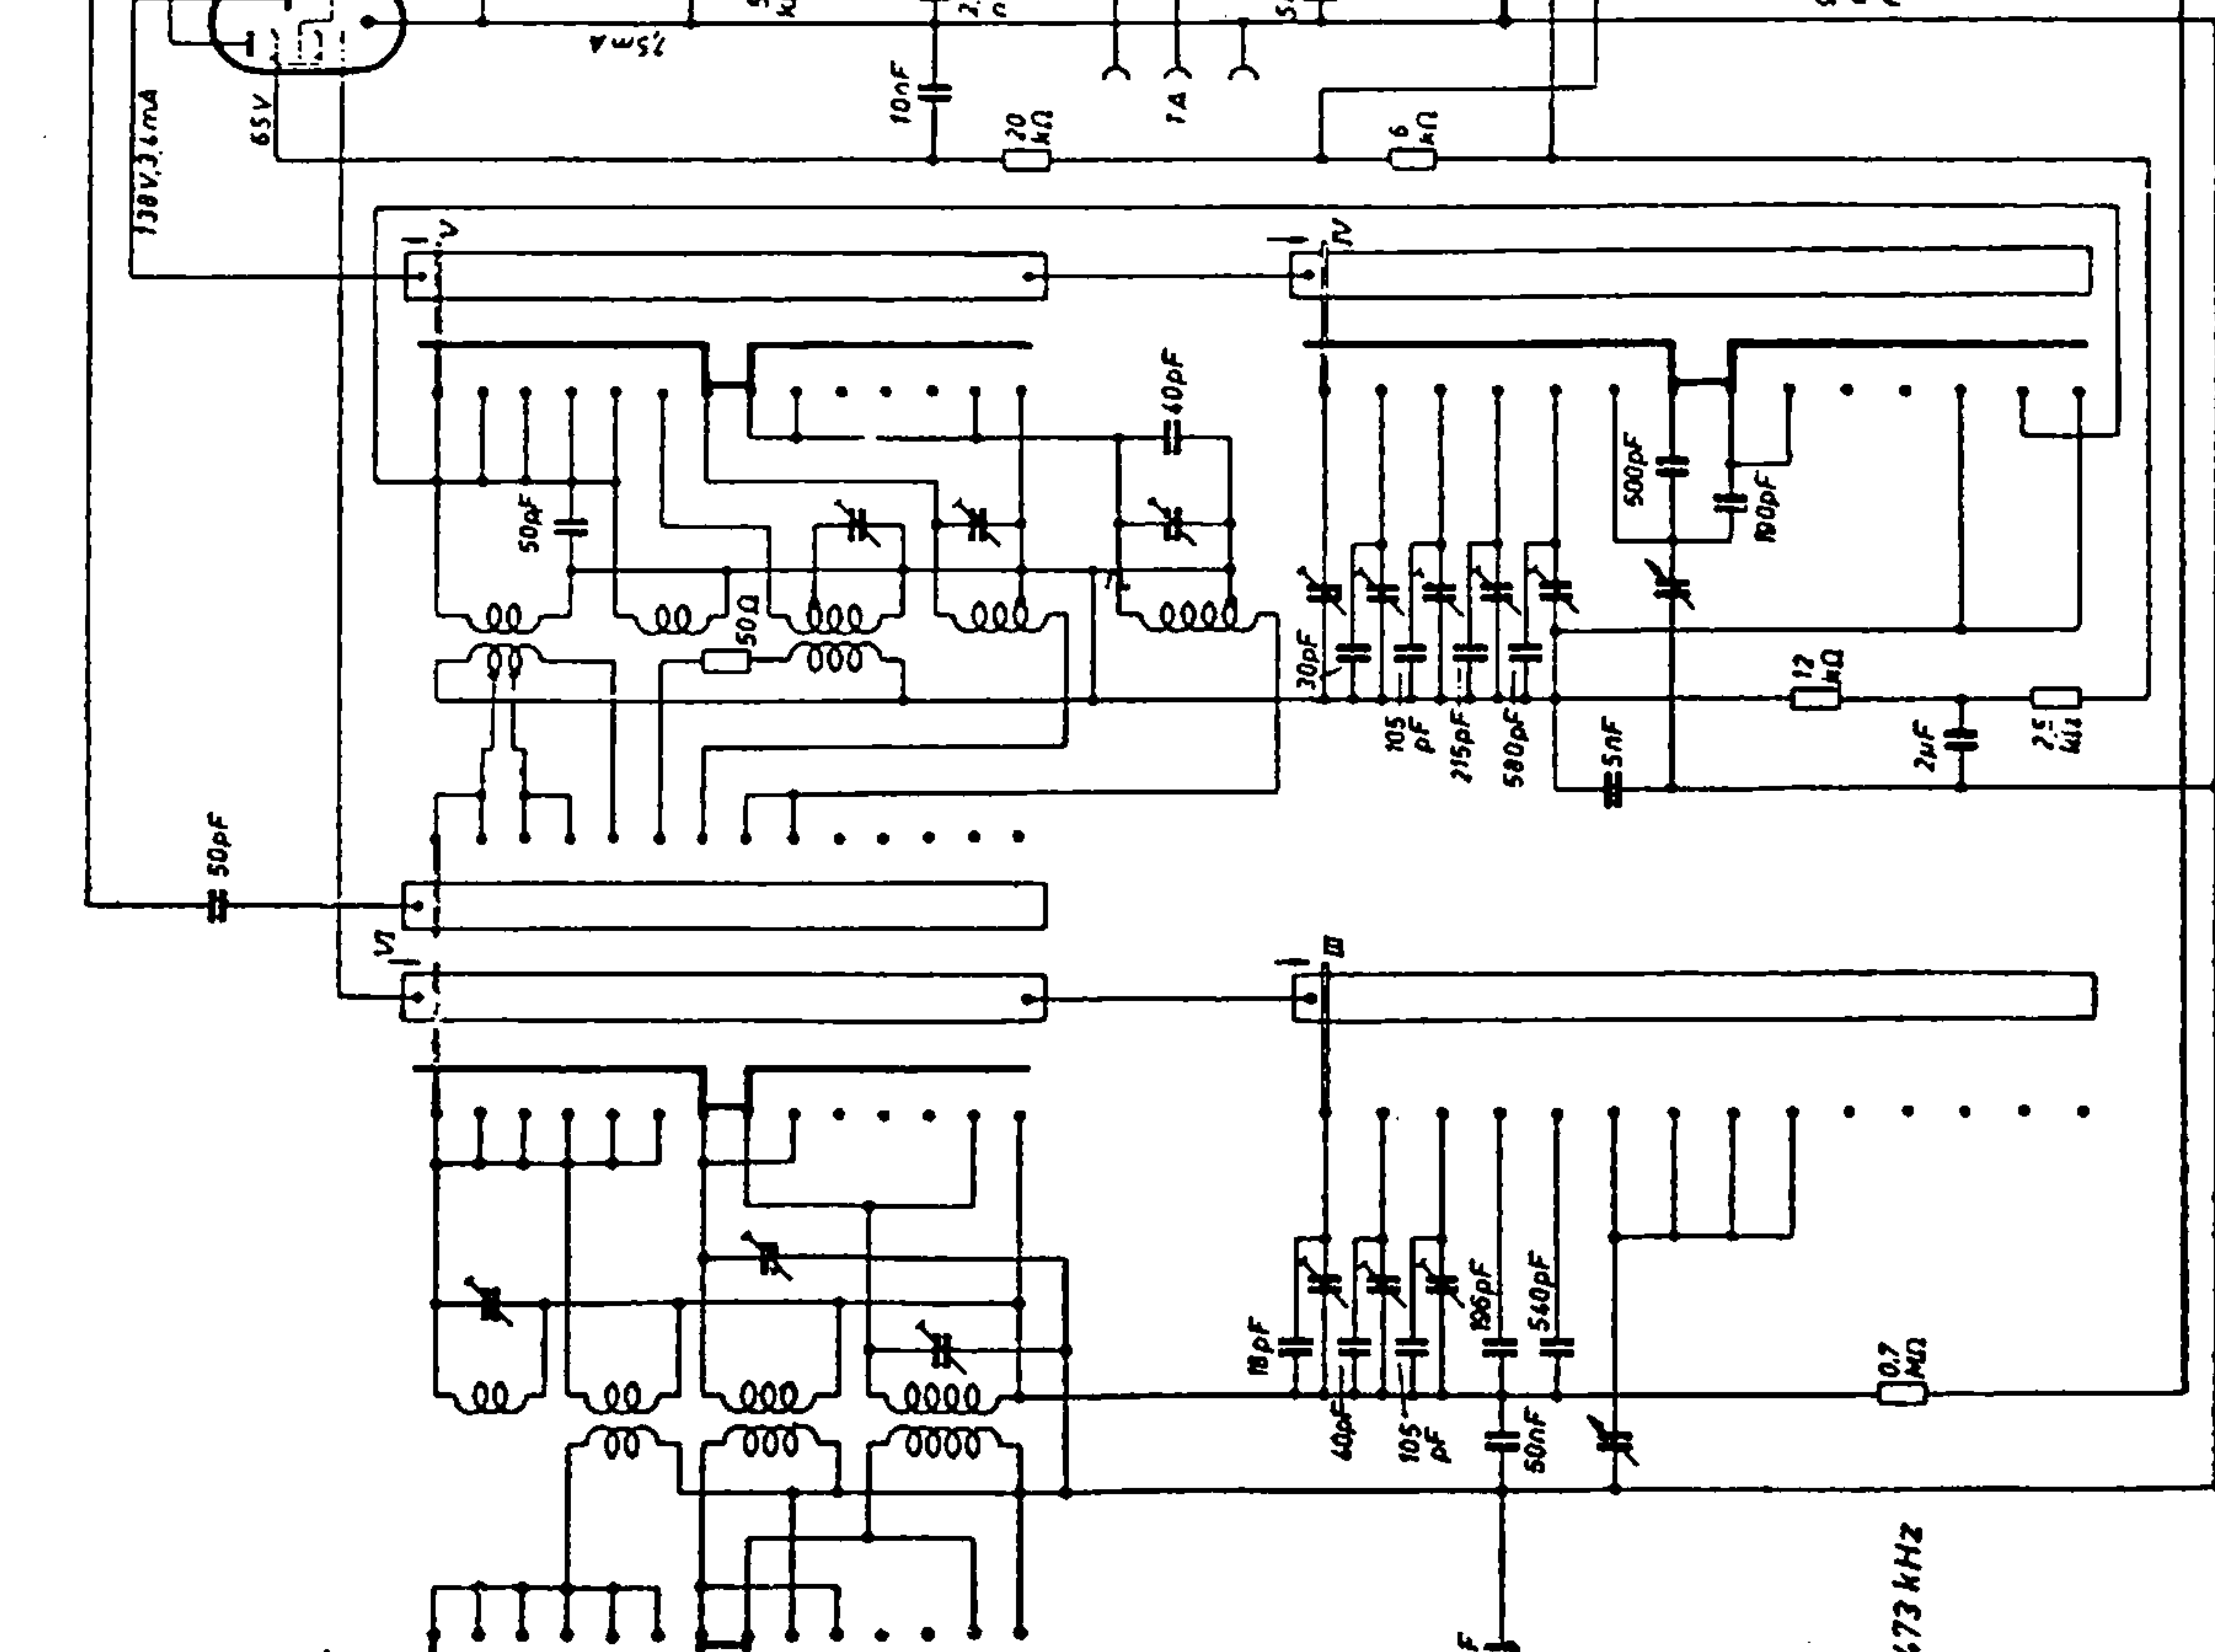 7,5mA
138V,3,6mA
65V
10nF
1A
20
kΩ
6
kΩ
V
IV
40pF
50pF
500pF
190pF
50Ω
30pF
105
pF
215pF
580pF
5nF
12
kΩ
2µF
50pF
VI
III
18pF
196pF
540pF
40pF
105
pF
50nF
0,7
MΩ
473 kHz